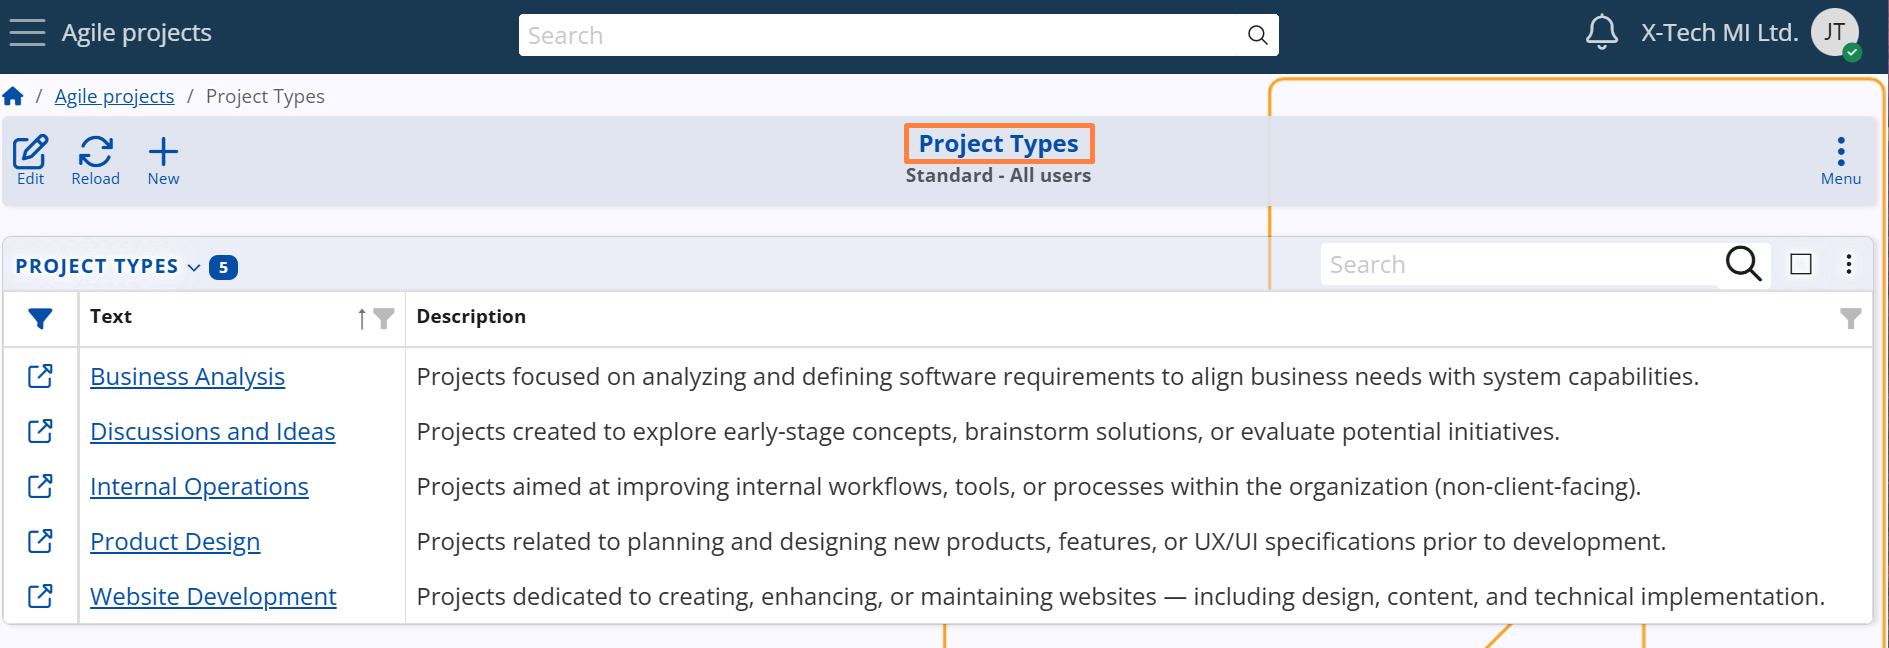 Agile projects
Search
X-Tech MI Ltd.
JT
/ Agile projects / Project Types
Edit
Reload
New
Project Types
Standard - All users
Menu
PROJECT TYPES 5
Search
Text
Description
Business Analysis
Projects focused on analyzing and defining software requirements to align business needs with system capabilities.
Discussions and Ideas
Projects created to explore early-stage concepts, brainstorm solutions, or evaluate potential initiatives.
Internal Operations
Projects aimed at improving internal workflows, tools, or processes within the organization (non-client-facing).
Product Design
Projects related to planning and designing new products, features, or UX/UI specifications prior to development.
Website Development
Projects dedicated to creating, enhancing, or maintaining websites — including design, content, and technical implementation.